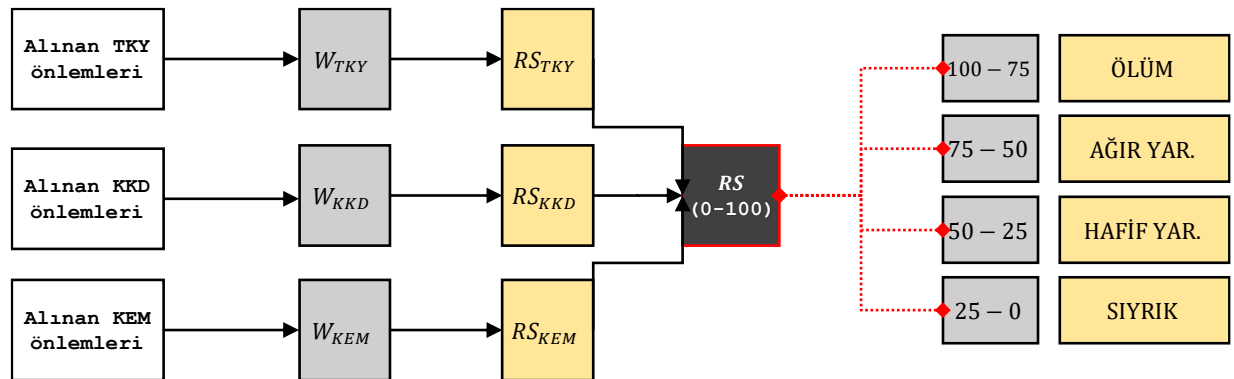 Alınan TKY
önlemleri
W_TKY
RS_TKY
Alınan KKD
önlemleri
W_KKD
RS_KKD
Alınan KEM
önlemleri
W_KEM
RS_KEM
RS
(0-100)
100 − 75
ÖLÜM
75 − 50
AĞIR YAR.
50 − 25
HAFİF YAR.
25 − 0
SIYRIK